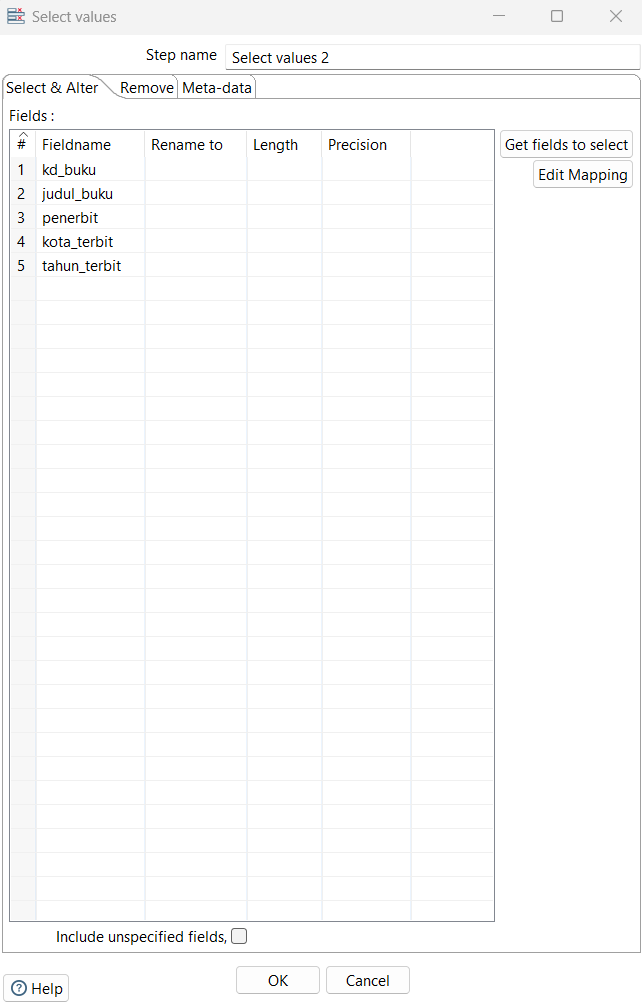 Select values
Step name Select values 2
Select & Alter Remove Meta-data
Fields :
# Fieldname Rename to Length Precision
Get fields to select
1 kd_buku
Edit Mapping
2 judul_buku
3 penerbit
4 kota_terbit
5 tahun_terbit
Include unspecified fields,
Help OK Cancel